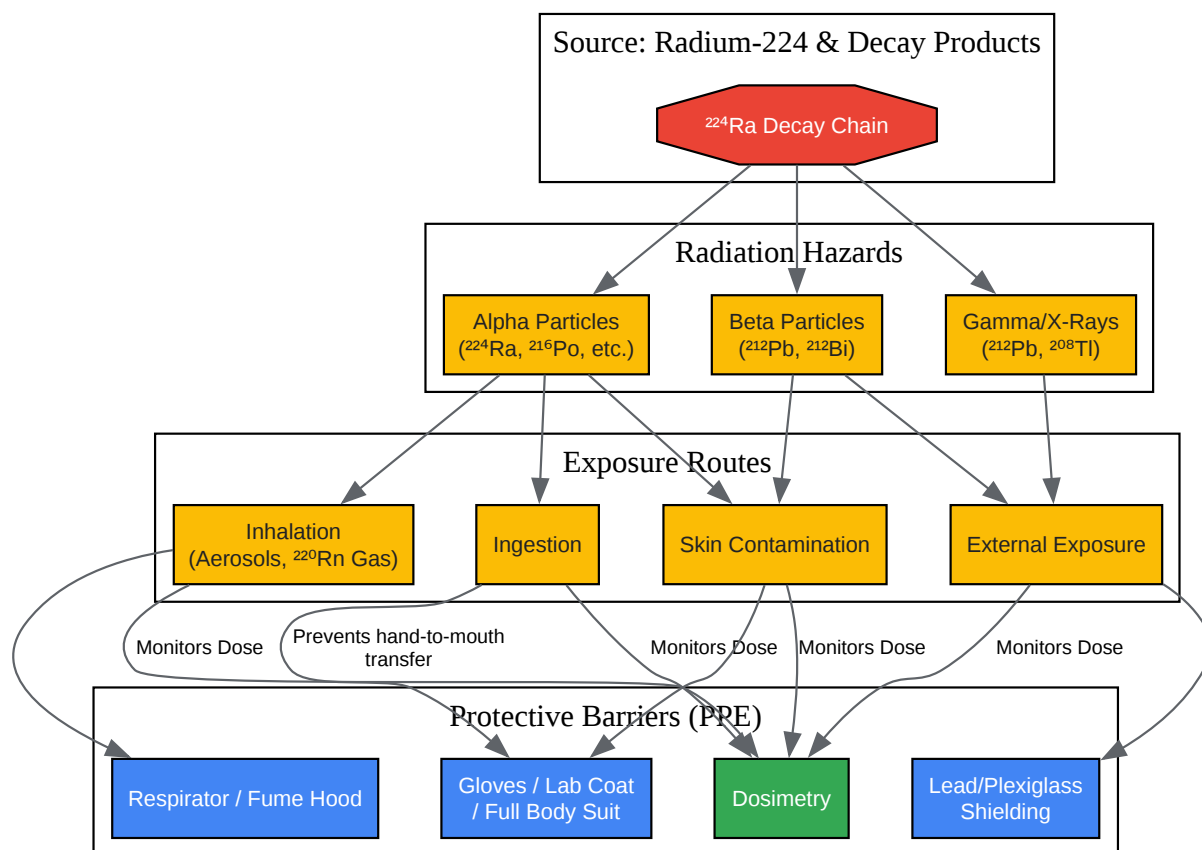 Source: Radium-224 & Decay Products
²²⁴Ra Decay Chain
Radiation Hazards
Alpha Particles
(²²⁴Ra, ²¹⁶Po, etc.)
Beta Particles
(²¹²Pb, ²¹²Bi)
Gamma/X-Rays
(²¹²Pb, ²⁰⁸Tl)
Exposure Routes
Inhalation
(Aerosols, ²²⁰Rn Gas)
Ingestion
Skin Contamination
External Exposure
Monitors Dose
Prevents hand-to-mouth
transfer
Monitors Dose
Monitors Dose
Monitors Dose
Protective Barriers (PPE)
Respirator / Fume Hood
Gloves / Lab Coat
/ Full Body Suit
Dosimetry
Lead/Plexiglass
Shielding